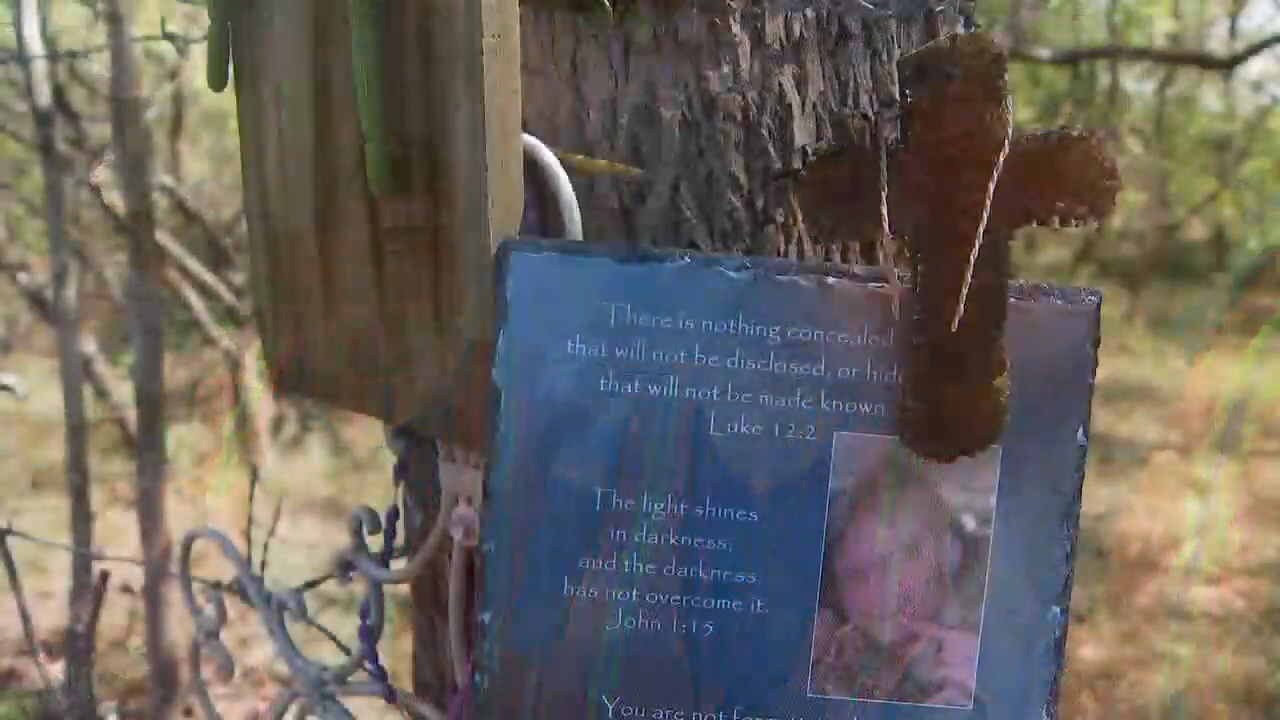 There is nothing concealed
that will not be disclosed, or
that will not be made known.
Luke 12:2
The light shines
in darkness,
and the darkness
has not overcome it.
John 1:15
You are not